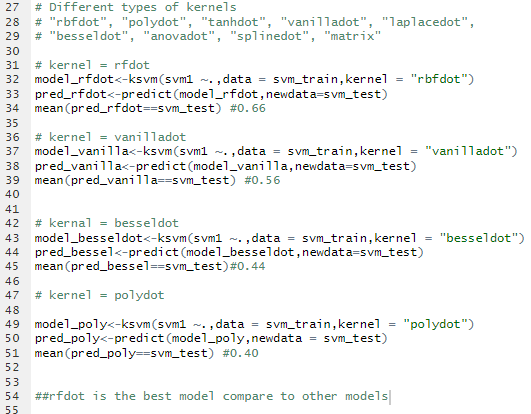 27 # Different types of kernels
28 # "rbfdot", "polydot", "tanhdot", "vanilladot", "laplacedot",
29 # "besseldot", "anovadot", "splinedot", "matrix"
30
31 # kernel = rfdot
32 model_rfdot<-ksvm(svm1 ~.,data = svm_train,kernel = "rbfdot")
33 pred_rfdot<-predict(model_rfdot,newdata=svm_test)
34 mean(pred_rfdot==svm_test) #0.66
35
36 # kernel = vanilladot
37 model_vanilla<-ksvm(svm1 ~.,data = svm_train,kernel = "vanilladot")
38 pred_vanilla<-predict(model_vanilla,newdata=svm_test)
39 mean(pred_vanilla==svm_test) #0.56
40
41
42 # kernal = besseldot
43 model_besseldot<-ksvm(svm1 ~.,data = svm_train,kernel = "besseldot")
44 pred_bessel<-predict(model_besseldot,newdata=svm_test)
45 mean(pred_bessel==svm_test)#0.44
46
47 # kernel = polydot
48
49 model_poly<-ksvm(svm1 ~.,data = svm_train,kernel = "polydot")
50 pred_poly<-predict(model_poly,newdata = svm_test)
51 mean(pred_poly==svm_test) #0.40
52
53
54 ##rfdot is the best model compare to other models
55